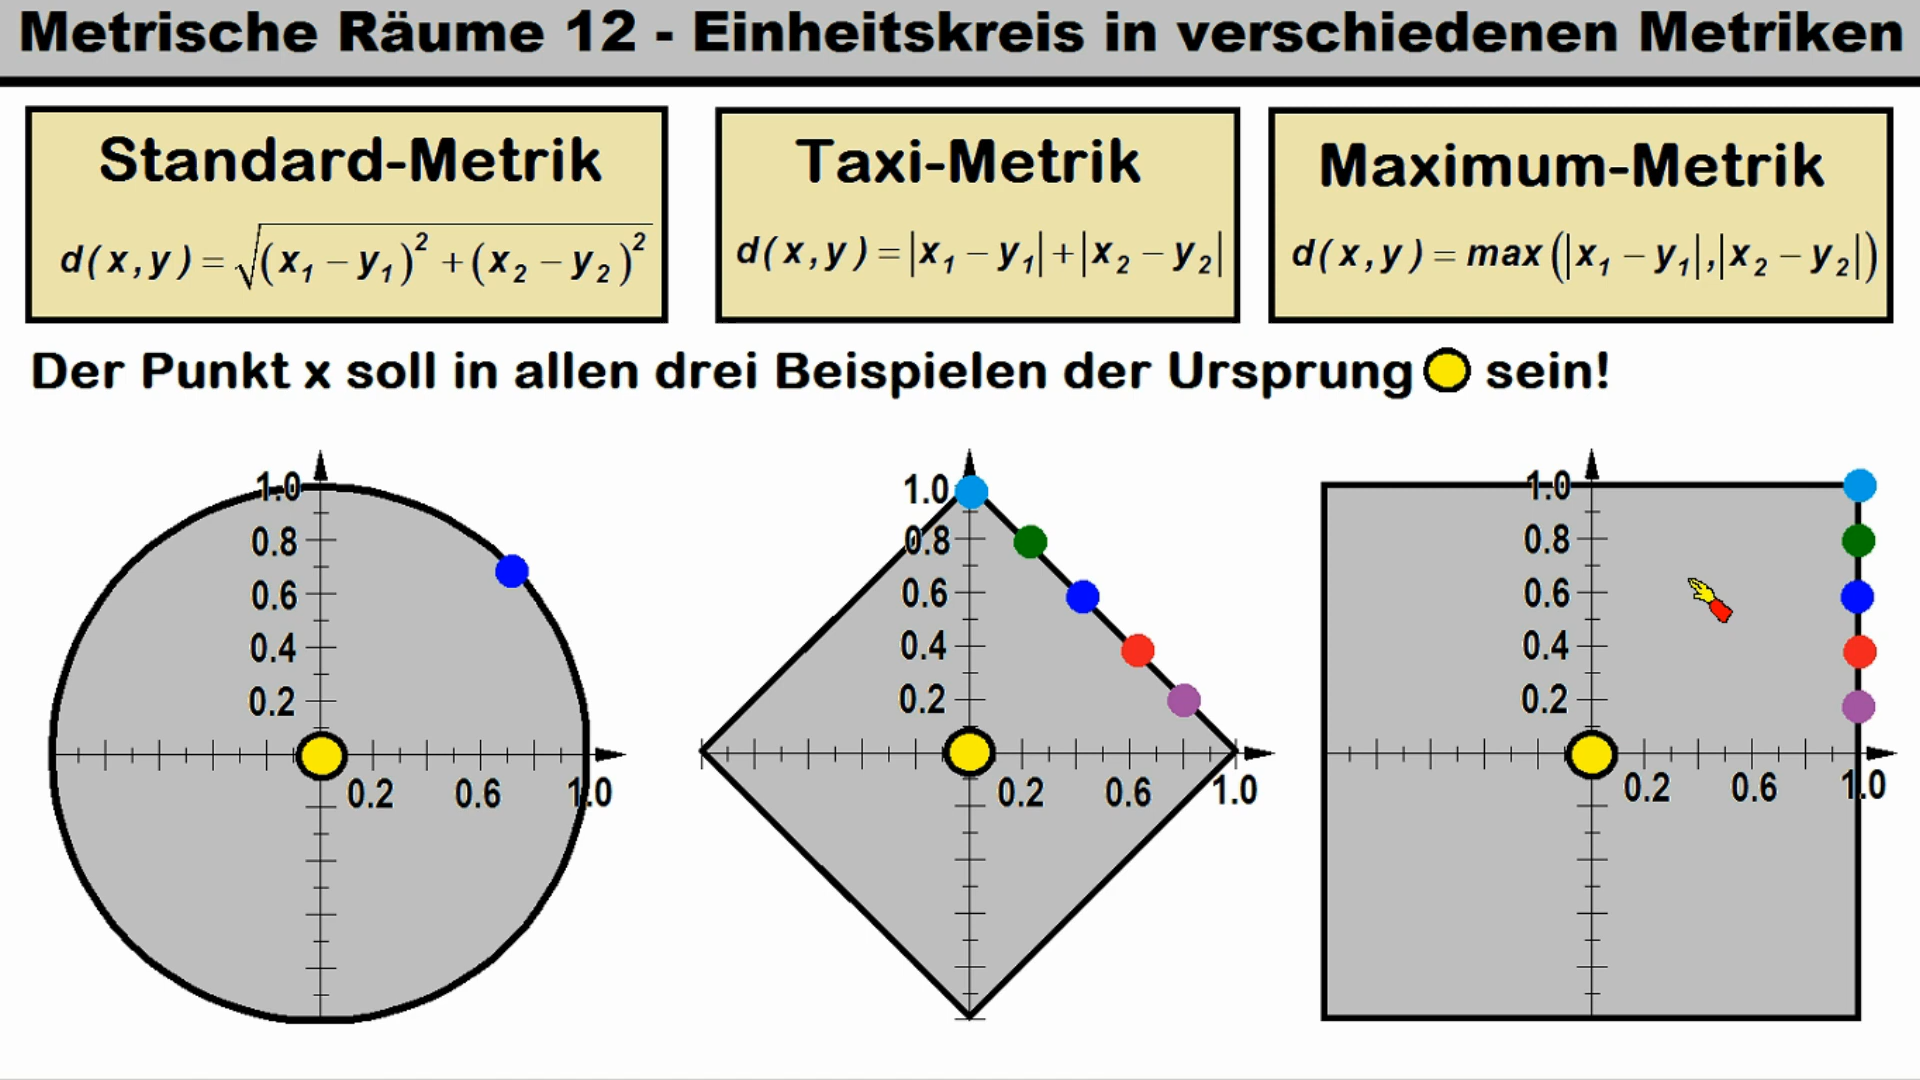 Metrische Räume 12 - Einheitskreis in verschiedenen Metriken
Standard-Metrik
d(x,y) = √((x₁ − y₁)² + (x₂ − y₂)²)
Taxi-Metrik
d(x,y) = |x₁ − y₁| + |x₂ − y₂|
Maximum-Metrik
d(x,y) = max(|x₁ − y₁|,|x₂ − y₂|)
Der Punkt x soll in allen drei Beispielen der Ursprung sein!
1.0
0.8
0.6
0.4
0.2
0.2 0.6 1.0
1.0
0.8
0.6
0.4
0.2
0.2 0.6 1.0
1.0
0.8
0.6
0.4
0.2
0.2 0.6 1.0